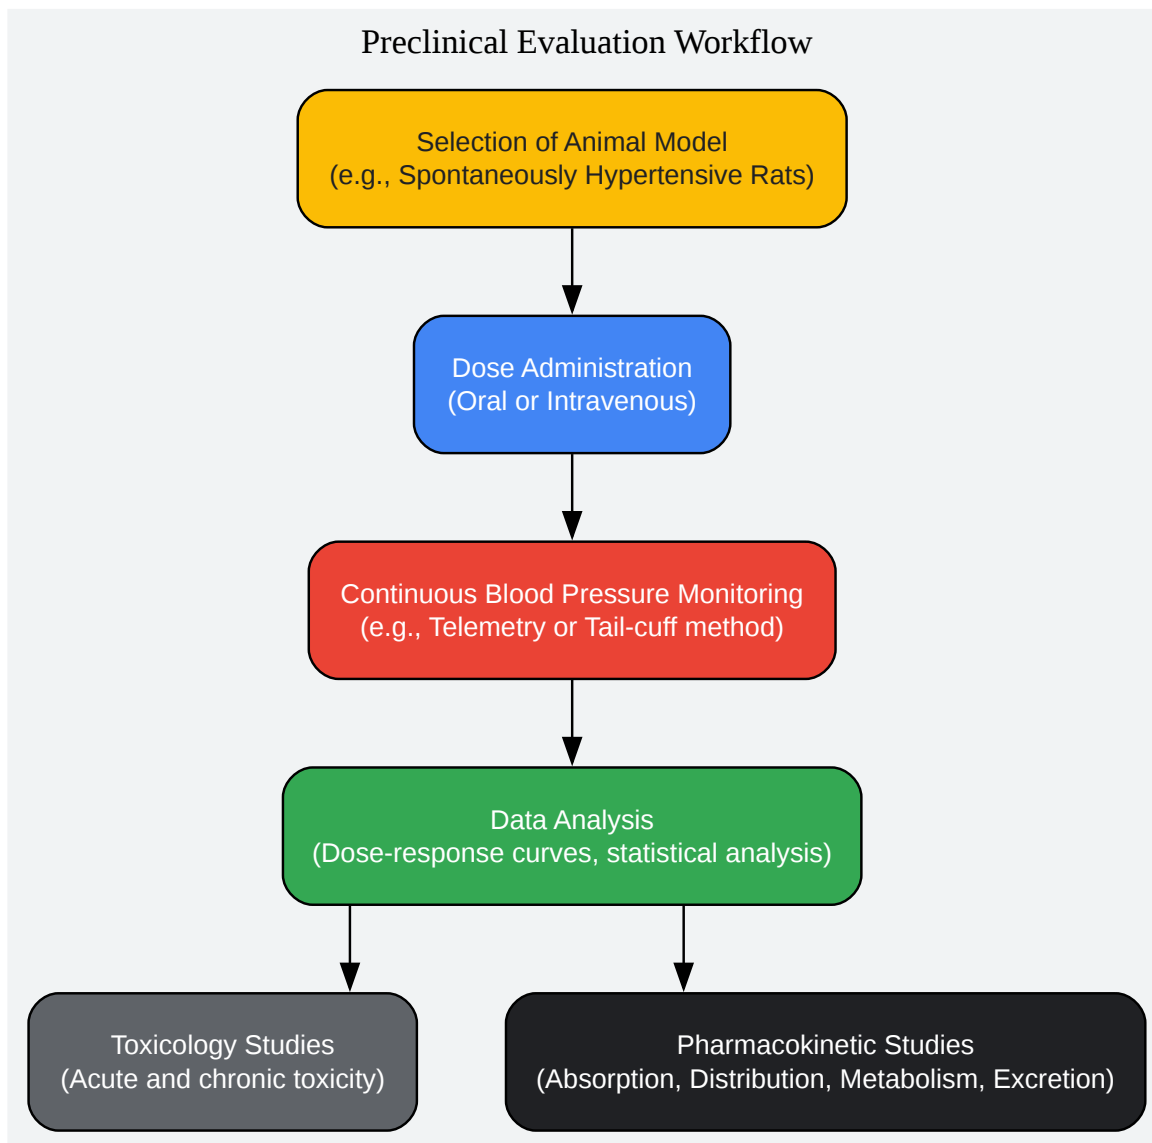 Preclinical Evaluation Workflow
Selection of Animal Model
(e.g., Spontaneously Hypertensive Rats)
Dose Administration
(Oral or Intravenous)
Continuous Blood Pressure Monitoring
(e.g., Telemetry or Tail-cuff method)
Data Analysis
(Dose-response curves, statistical analysis)
Toxicology Studies
(Acute and chronic toxicity)
Pharmacokinetic Studies
(Absorption, Distribution, Metabolism, Excretion)